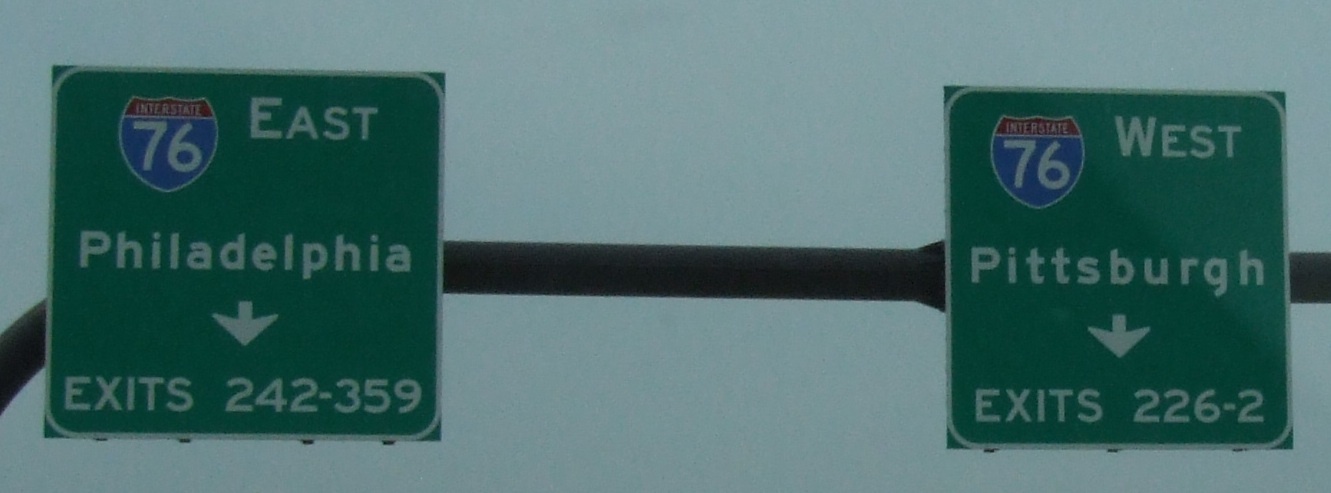 INTERSTATE
76
EAST
Philadelphia
EXITS 242-359
INTERSTATE
76
WEST
Pittsburgh
EXITS 226-2